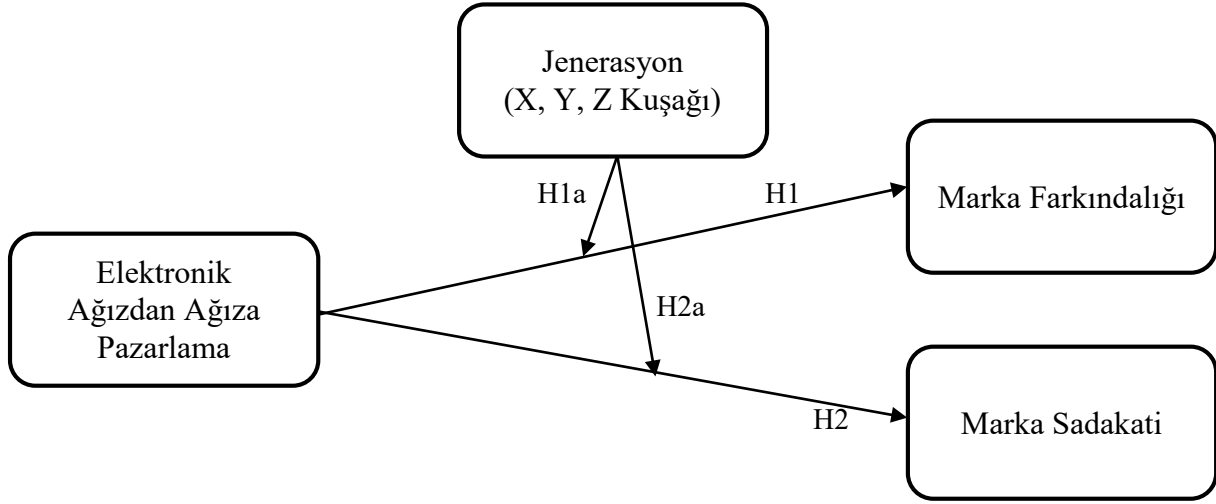 Jenerasyon
(X, Y, Z Kuşağı)
H1a
H1
Marka Farkındalığı
Elektronik
Ağızdan Ağıza
Pazarlama
H2a
H2
Marka Sadakati